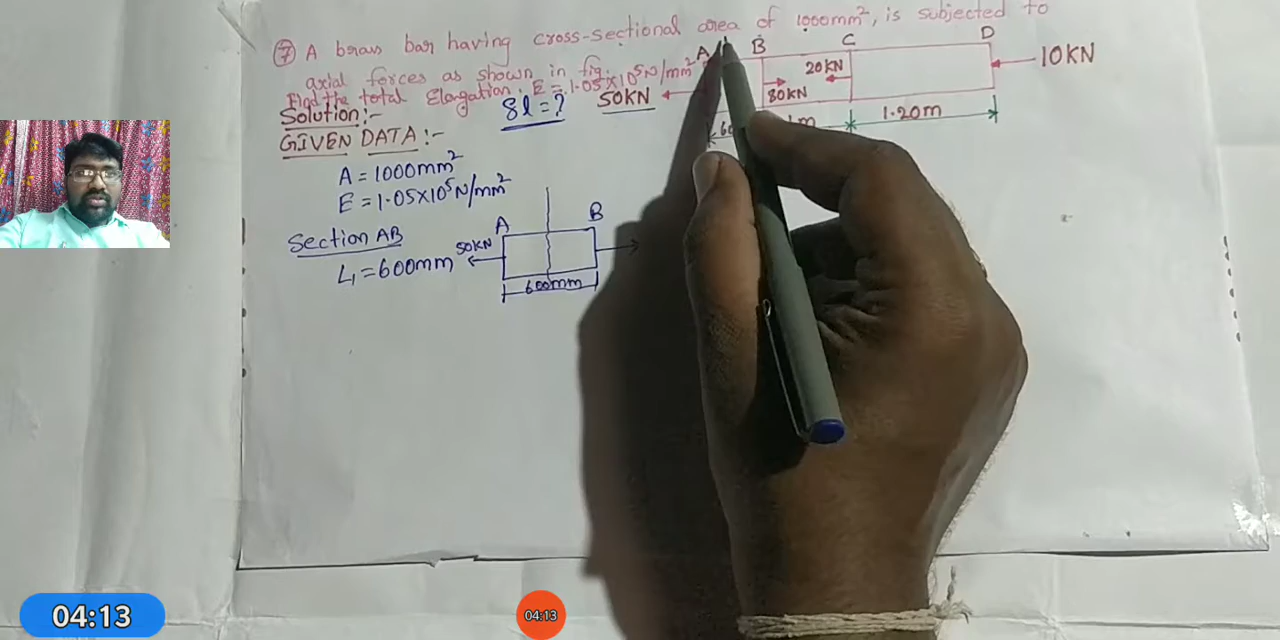 ⑦ A brass bar having cross-sectional area of 1000mm², is subjected to
axial forces as shown in fig.
Find the total Elongation. E = 1.05×10⁵N/mm²
A B C D
50KN 80KN 20KN 10KN
1.20m
Solution:-
δl = ?
GIVEN DATA:-
A = 1000mm²
E = 1.05×10⁵N/mm²
Section AB
L₁ = 600mm
A B
50KN
600mm
04:13
04:13